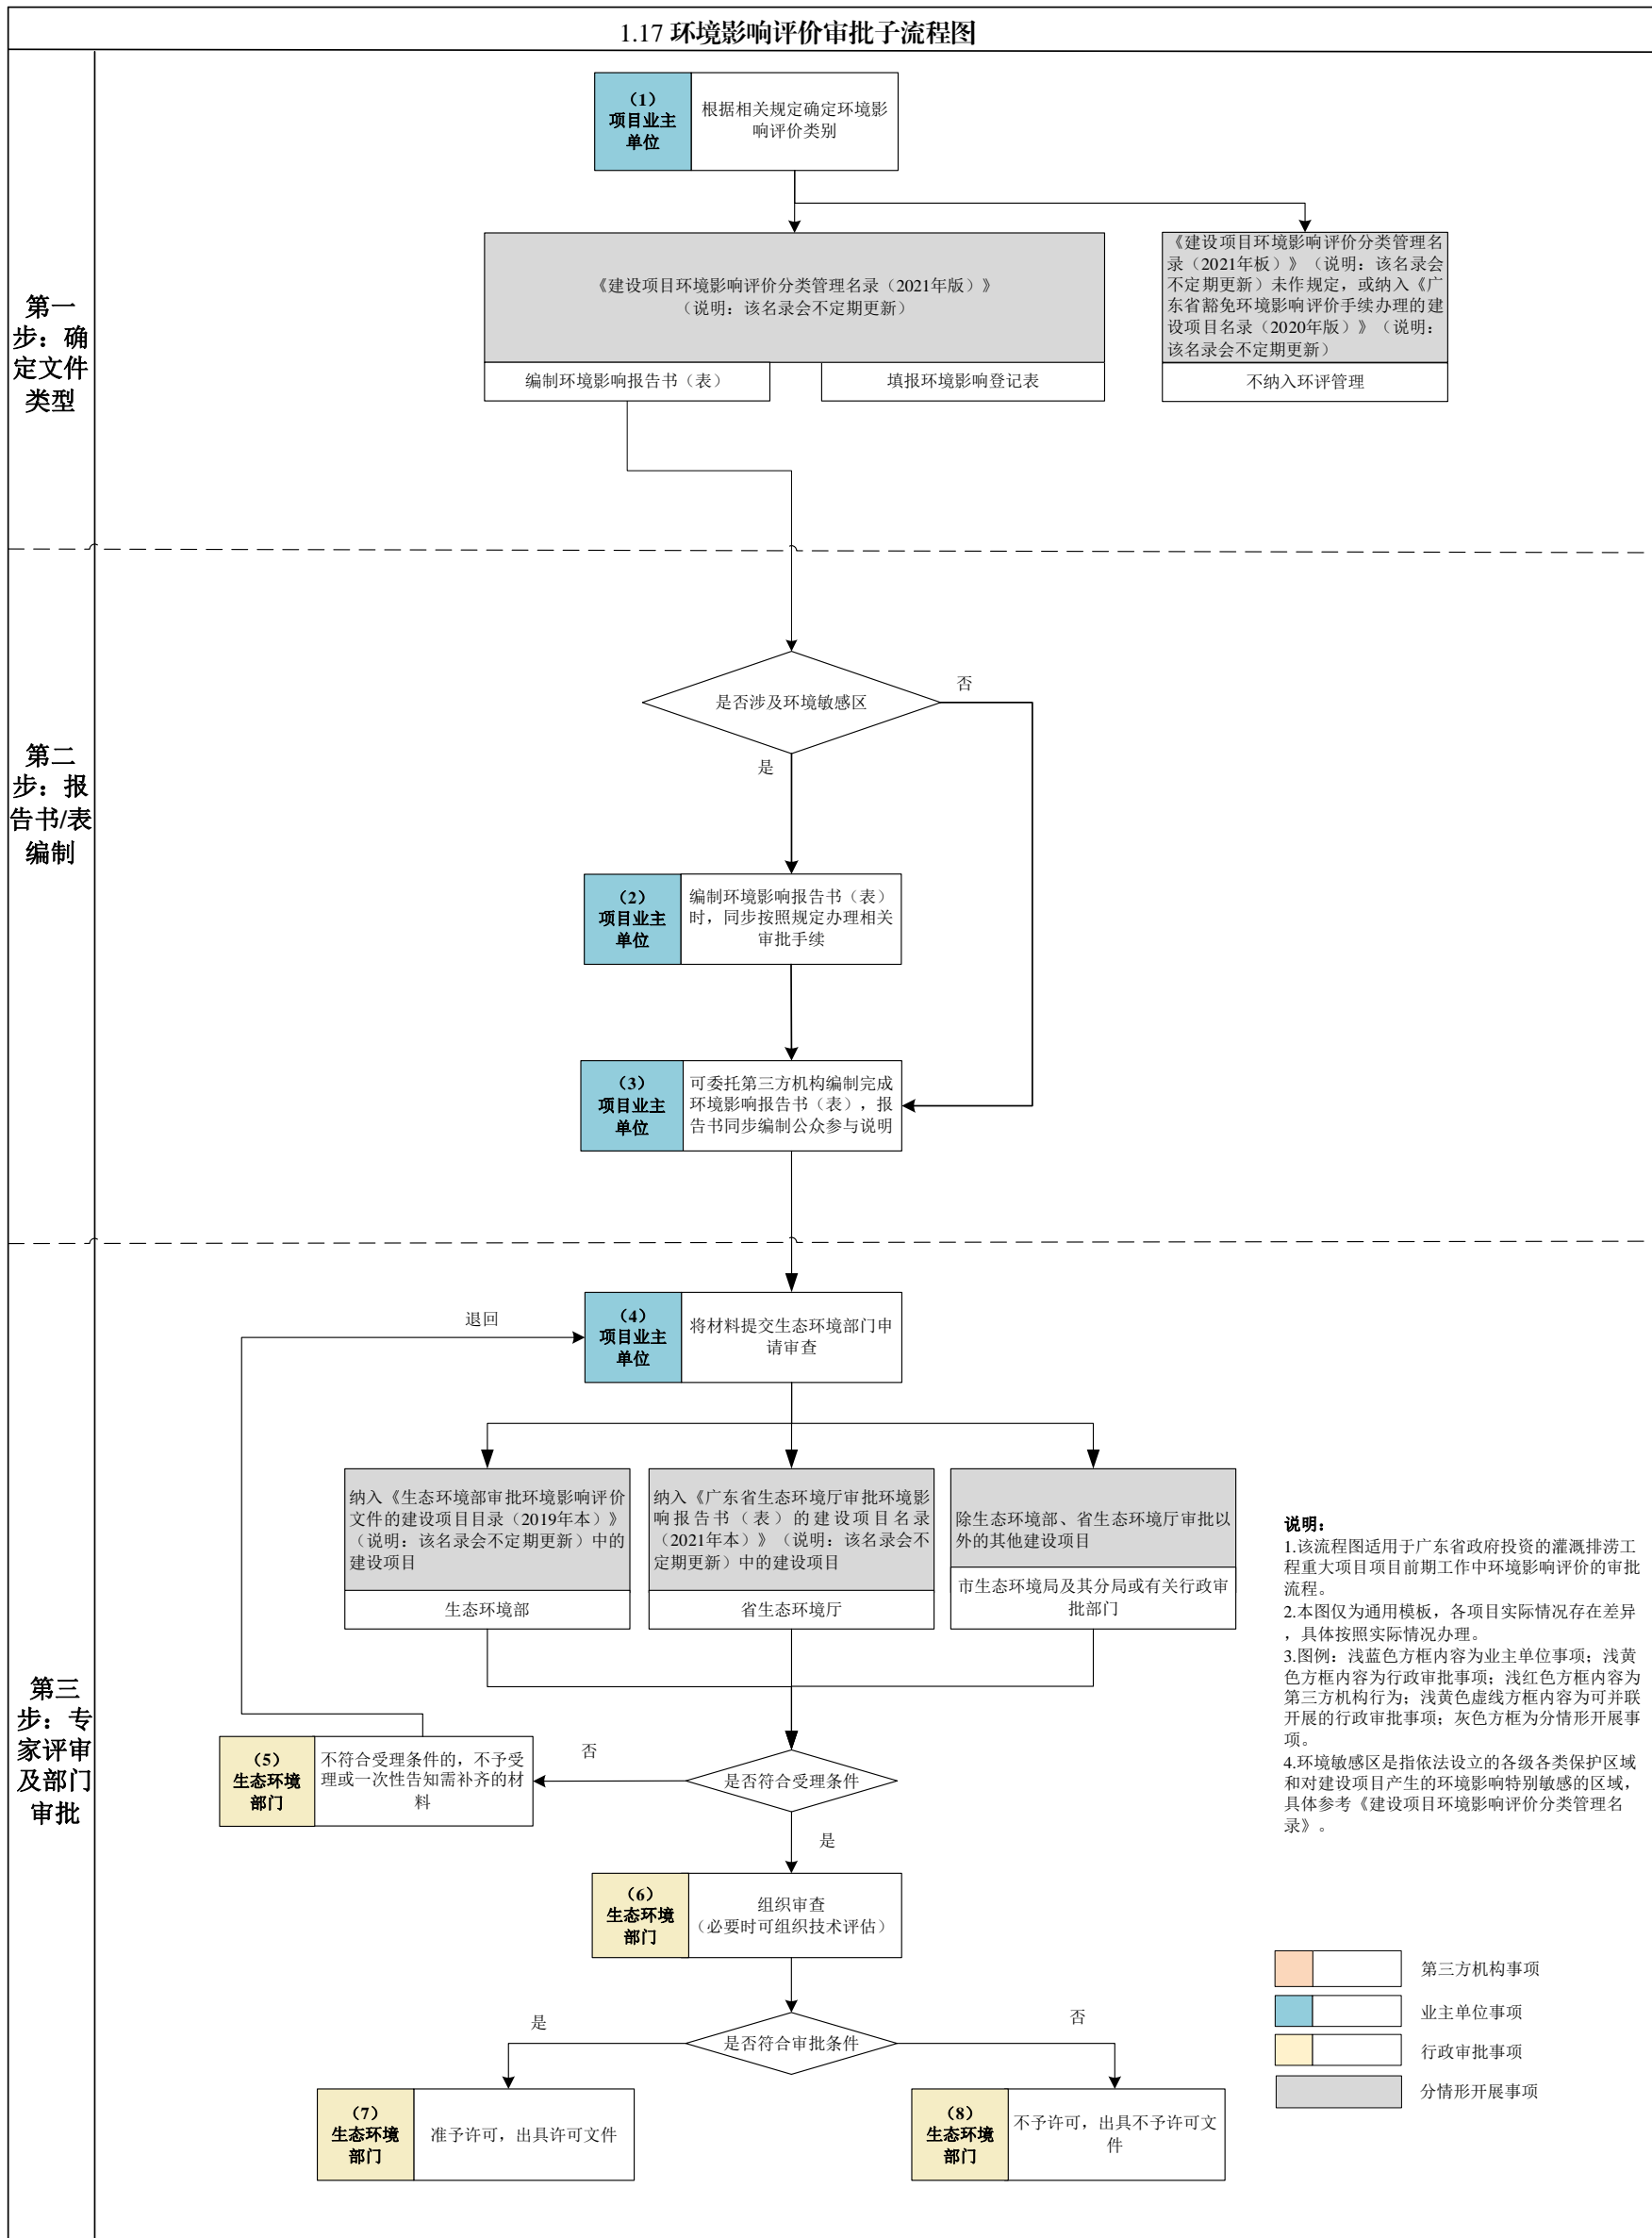 1.17 环境影响评价审批子流程图
第一
步：确
定文件
类型
（1）
项目业主
单位
根据相关规定确定环境影
响评价类别
《建设项目环境影响评价分类管理名录（2021年版）》
（说明：该名录会不定期更新）
编制环境影响报告书（表）
填报环境影响登记表
《建设项目环境影响评价分类管理名
录（2021年板）》（说明：该名录会
不定期更新）未作规定，或纳入《广
东省豁免环境影响评价手续办理的建
设项目名录（2020年版）》（说明：
该名录会不定期更新）
不纳入环评管理
第二
步：报
告书/表
编制
是否涉及环境敏感区
否
是
（2）
项目业主
单位
编制环境影响报告书（表）
时，同步按照规定办理相关
审批手续
（3）
项目业主
单位
可委托第三方机构编制完成
环境影响报告书（表），报
告书同步编制公众参与说明
第三
步：专
家评审
及部门
审批
退回
（4）
项目业主
单位
将材料提交生态环境部门申
请审查
纳入《生态环境部审批环境影响评价
文件的建设项目目录（2019年本）》
（说明：该名录会不定期更新）中的
建设项目
生态环境部
纳入《广东省生态环境厅审批环境影
响报告书（表）的建设项目名录
（2021年本）》（说明：该名录会不
定期更新）中的建设项目
省生态环境厅
除生态环境部、省生态环境厅审批以
外的其他建设项目
市生态环境局及其分局或有关行政审
批部门
（5）
生态环境
部门
不符合受理条件的，不予受
理或一次性告知需补齐的材
料
否
是否符合受理条件
是
（6）
生态环境
部门
组织审查
（必要时可组织技术评估）
是
是否符合审批条件
否
（7）
生态环境
部门
准予许可，出具许可文件
（8）
生态环境
部门
不予许可，出具不予许可文
件
说明：
1.该流程图适用于广东省政府投资的灌溉排涝工
程重大项目项目前期工作中环境影响评价的审批
流程。
2.本图仅为通用模板，各项目实际情况存在差异
，具体按照实际情况办理。
3.图例：浅蓝色方框内容为业主单位事项；浅黄
色方框内容为行政审批事项；浅红色方框内容为
第三方机构行为；浅黄色虚线方框内容为可并联
开展的行政审批事项；灰色方框为分情形开展事
项。
4.环境敏感区是指依法设立的各级各类保护区域
和对建设项目产生的环境影响特别敏感的区域，
具体参考《建设项目环境影响评价分类管理名
录》。
第三方机构事项
业主单位事项
行政审批事项
分情形开展事项